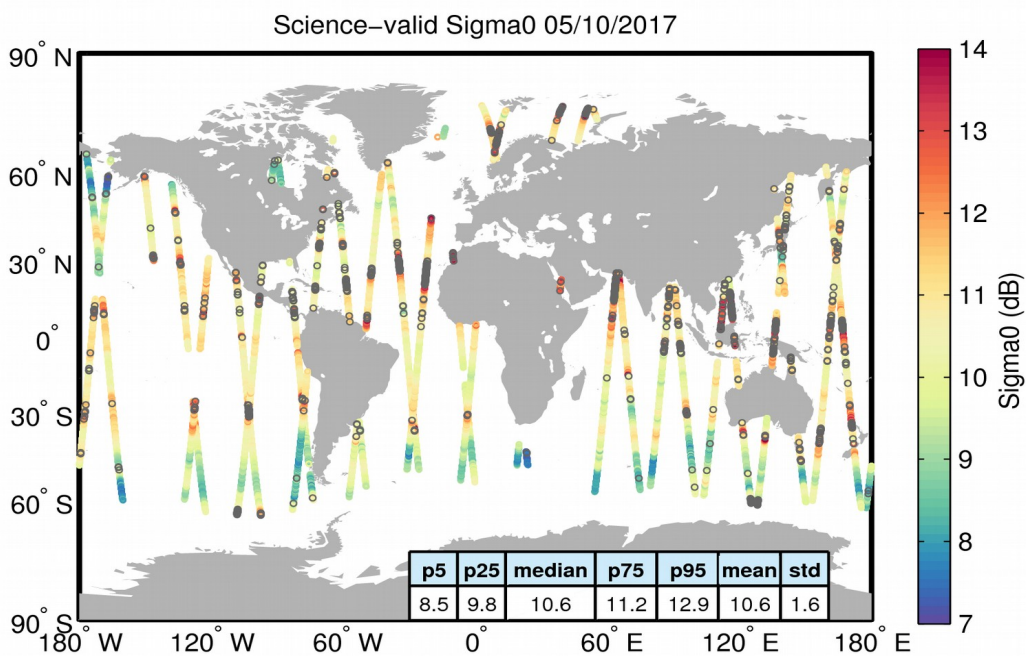 Science−valid Sigma0 05/10/2017
90° N
60° N
30° N
0°
30° S
60° S
90° S
180° W
120° W
60° W
0°
60° E
120° E
180° E
p5 p25 median p75 p95 mean std
8.5 9.8 10.6 11.2 12.9 10.6 1.6
14
13
12
11
10
9
8
7
Sigma0 (dB)